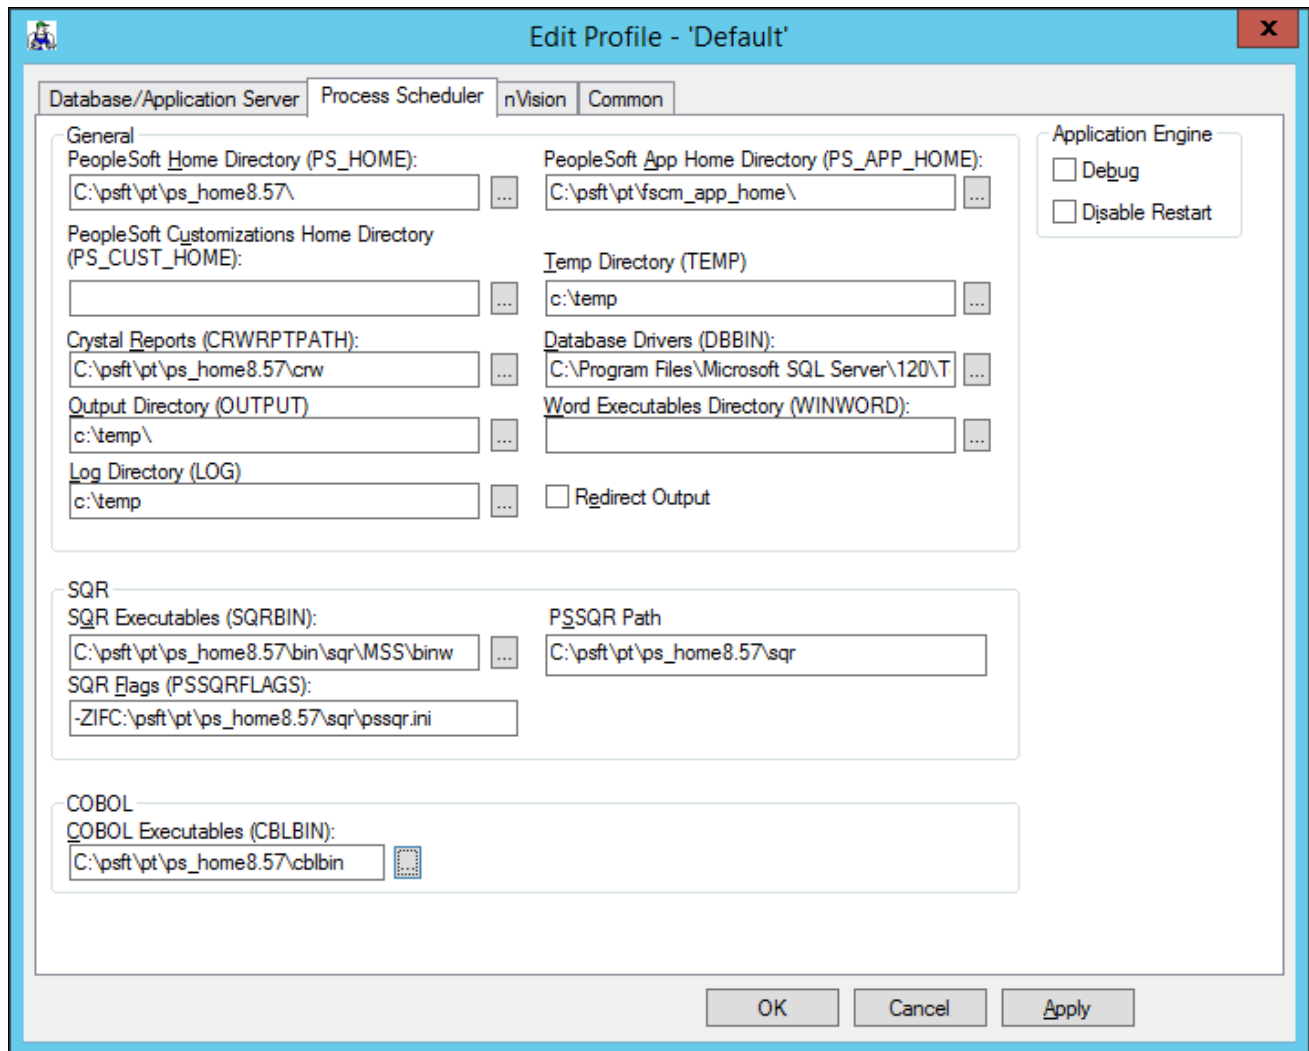 Edit Profile - 'Default'
x
Database/Application Server Process Scheduler nVision Common
General
PeopleSoft Home Directory (PS_HOME):
C:\psft\pt\ps_home8.57\ ...
PeopleSoft App Home Directory (PS_APP_HOME):
C:\psft\pt\fscm_app_home\ ...
PeopleSoft Customizations Home Directory
(PS_CUST_HOME):
...
Temp Directory (TEMP)
c:\temp ...
Crystal Reports (CRWRPTPATH):
C:\psft\pt\ps_home8.57\crw ...
Database Drivers (DBBIN):
C:\Program Files\Microsoft SQL Server\120\T ...
Output Directory (OUTPUT)
c:\temp\ ...
Word Executables Directory (WINWORD):
...
Log Directory (LOG)
c:\temp ...
Redirect Output
Application Engine
Debug
Disable Restart
SQR
SQR Executables (SQRBIN):
C:\psft\pt\ps_home8.57\bin\sqr\MSS\binw ...
PSSQR Path
C:\psft\pt\ps_home8.57\sqr
SQR Flags (PSSQRFLAGS):
-ZIFC:\psft\pt\ps_home8.57\sqr\pssqr.ini
COBOL
COBOL Executables (CBLBIN):
C:\psft\pt\ps_home8.57\cblbin ...
OK Cancel Apply